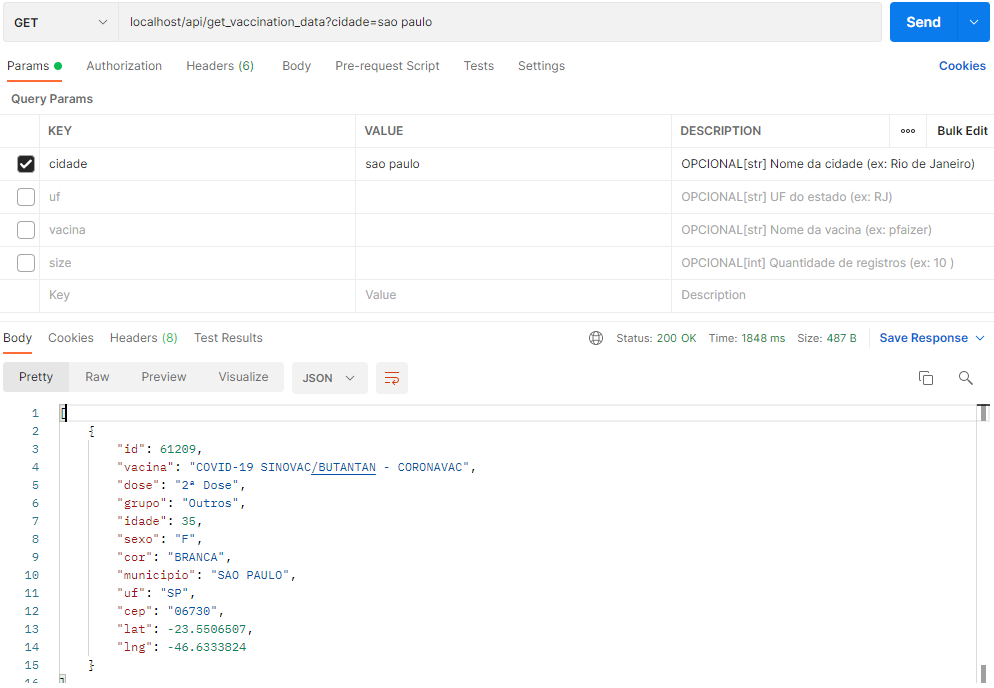 GET localhost/api/get_vaccination_data?cidade=sao paulo Send
Params Authorization Headers (6) Body Pre-request Script Tests Settings Cookies
Query Params
KEY VALUE DESCRIPTION ooo Bulk Edit
cidade sao paulo OPCIONAL[str] Nome da cidade (ex: Rio de Janeiro)
uf OPCIONAL[str] UF do estado (ex: RJ)
vacina OPCIONAL[str] Nome da vacina (ex: pfaizer)
size OPCIONAL[int] Quantidade de registros (ex: 10 )
Key Value Description
Body Cookies Headers (8) Test Results Status: 200 OK Time: 1848 ms Size: 487 B Save Response
Pretty Raw Preview Visualize JSON
1 [
2 {
3 "id": 61209,
4 "vacina": "COVID-19 SINOVAC/BUTANTAN - CORONAVAC",
5 "dose": "2ª Dose",
6 "grupo": "Outros",
7 "idade": 35,
8 "sexo": "F",
9 "cor": "BRANCA",
10 "municipio": "SAO PAULO",
11 "uf": "SP",
12 "cep": "06730",
13 "lat": -23.5506507,
14 "lng": -46.6333824
15 }
16 ]